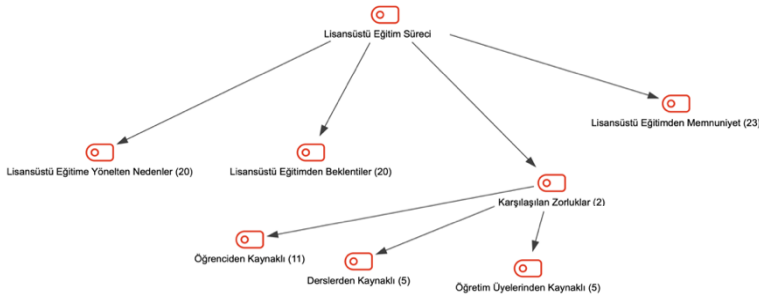 Lisansüstü Eğitim Süreci
Lisansüstü Eğitimden Memnuniyet (23)
Lisansüstü Eğitime Yönelten Nedenler (20)
Lisansüstü Eğitimden Beklentiler (20)
Karşılaşılan Zorluklar (2)
Öğrenciden Kaynaklı (11)
Derslerden Kaynaklı (5)
Öğretim Üyelerinden Kaynaklı (5)